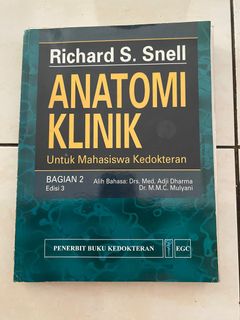 Richard S. Snell
ANATOMI
KLINIK
Untuk Mahasiswa Kedokteran
BAGIAN 2 Alih Bahasa: Drs. Med. Adji Dharma
Edisi 3 Dr. M.M.C. Mulyani
PENERBIT BUKU KEDOKTERAN EGC